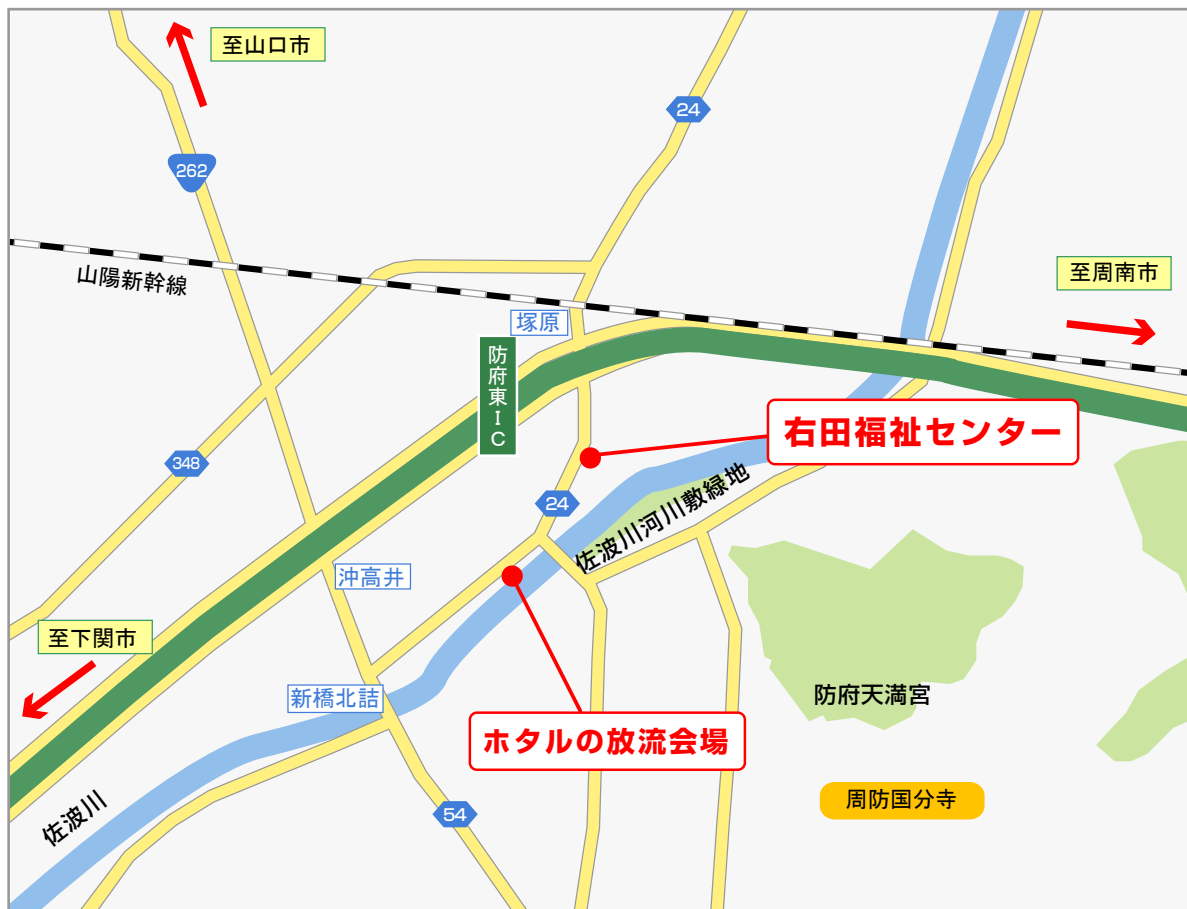 至山口市
24
262
山陽新幹線
至周南市
塚原
防府東IC
右田福祉センター
348
24
佐波川河川敷緑地
沖高井
至下関市
新橋北詰
防府天満宮
ホタルの放流会場
周防国分寺
佐波川
54